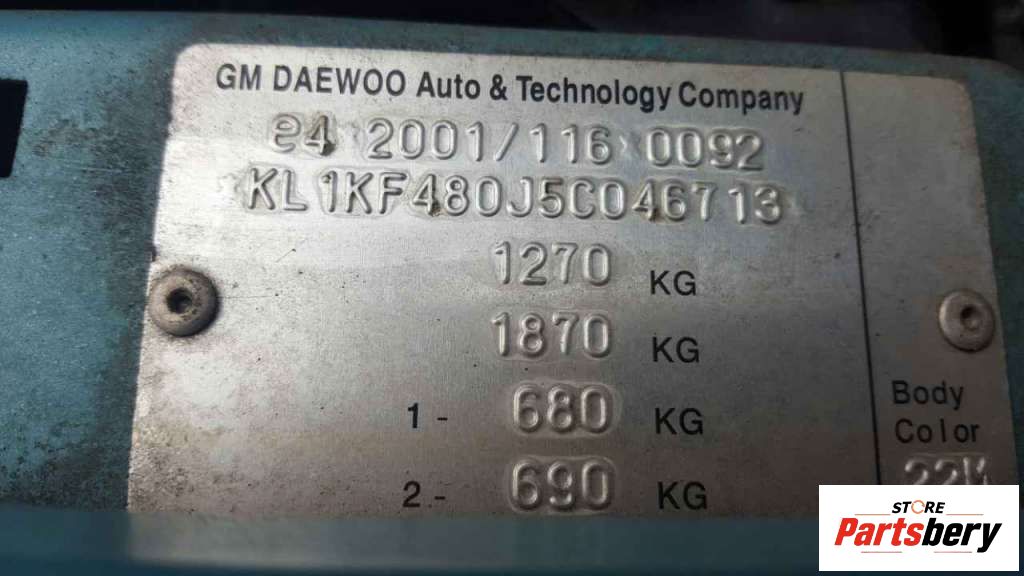 GM DAEWOO Auto & Technology Company
e4 2001/116 0092
KL1KF480J5C046713
1270 KG
1870 KG
1- 680 KG
2- 690 KG
Body
Color
STORE
Partsbery